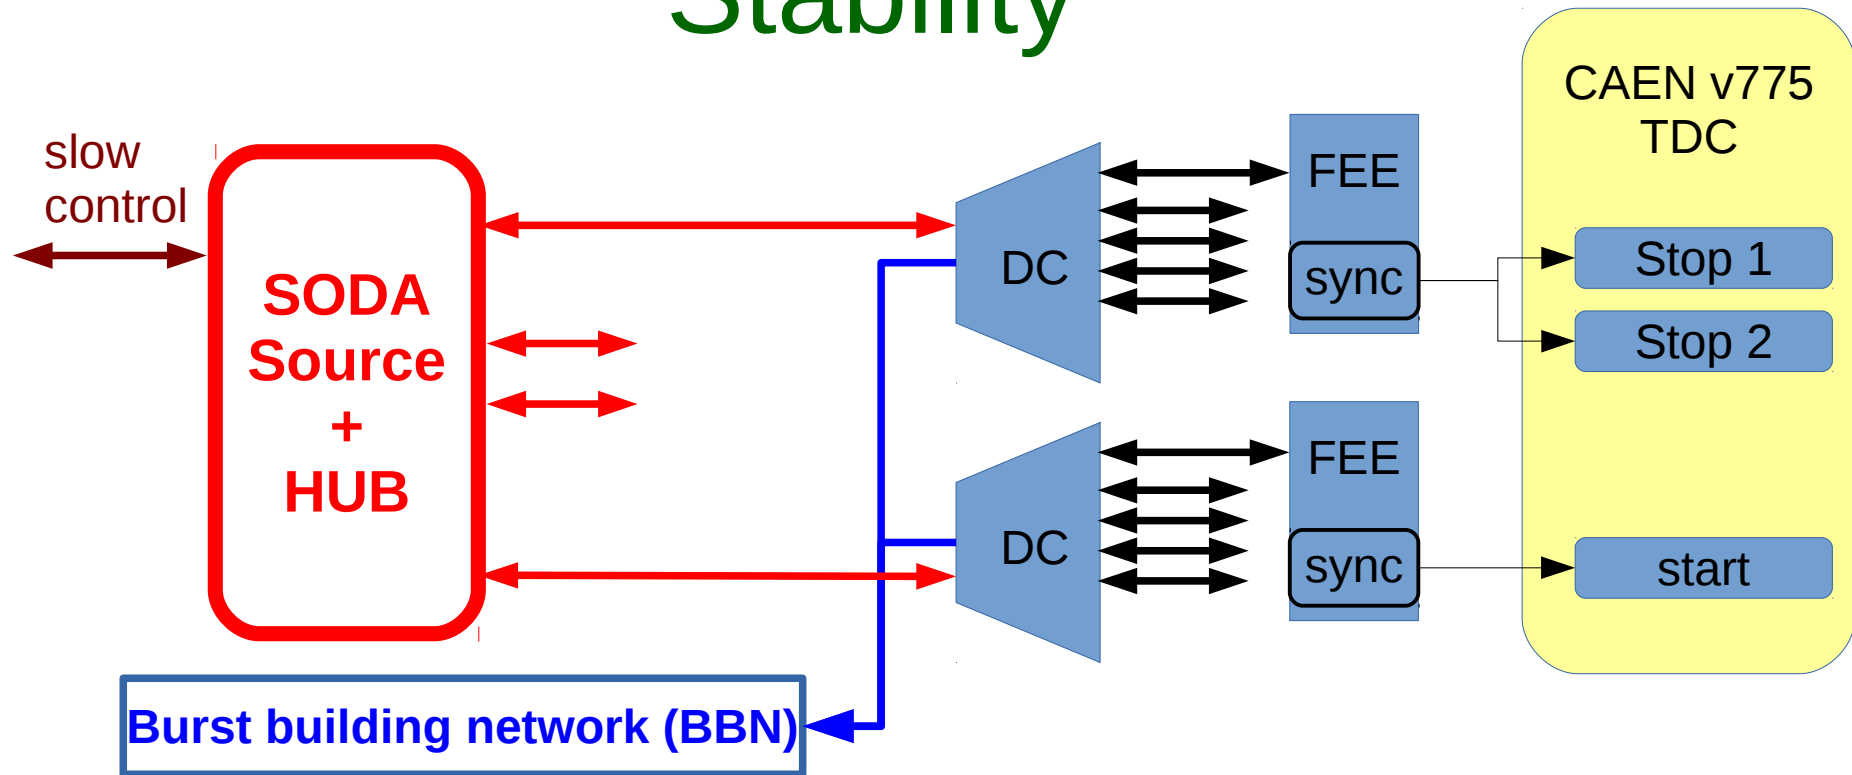 Stability
slow
control
SODA
Source
+
HUB
DC
FEE
sync
DC
FEE
sync
CAEN v775
TDC
Stop 1
Stop 2
start
Burst building network (BBN)